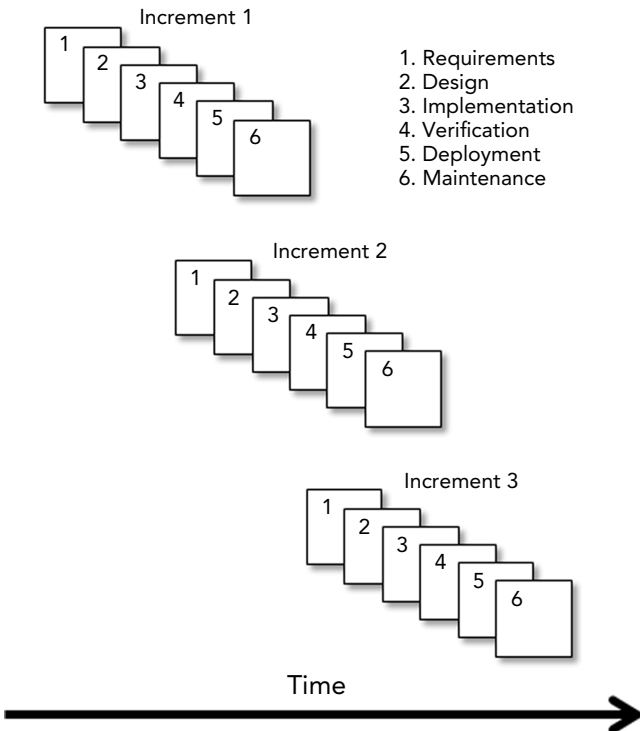 Increment 1
1
2
3
4
5
6
1. Requirements
2. Design
3. Implementation
4. Verification
5. Deployment
6. Maintenance
Increment 2
1
2
3
4
5
6
Increment 3
1
2
3
4
5
6
Time